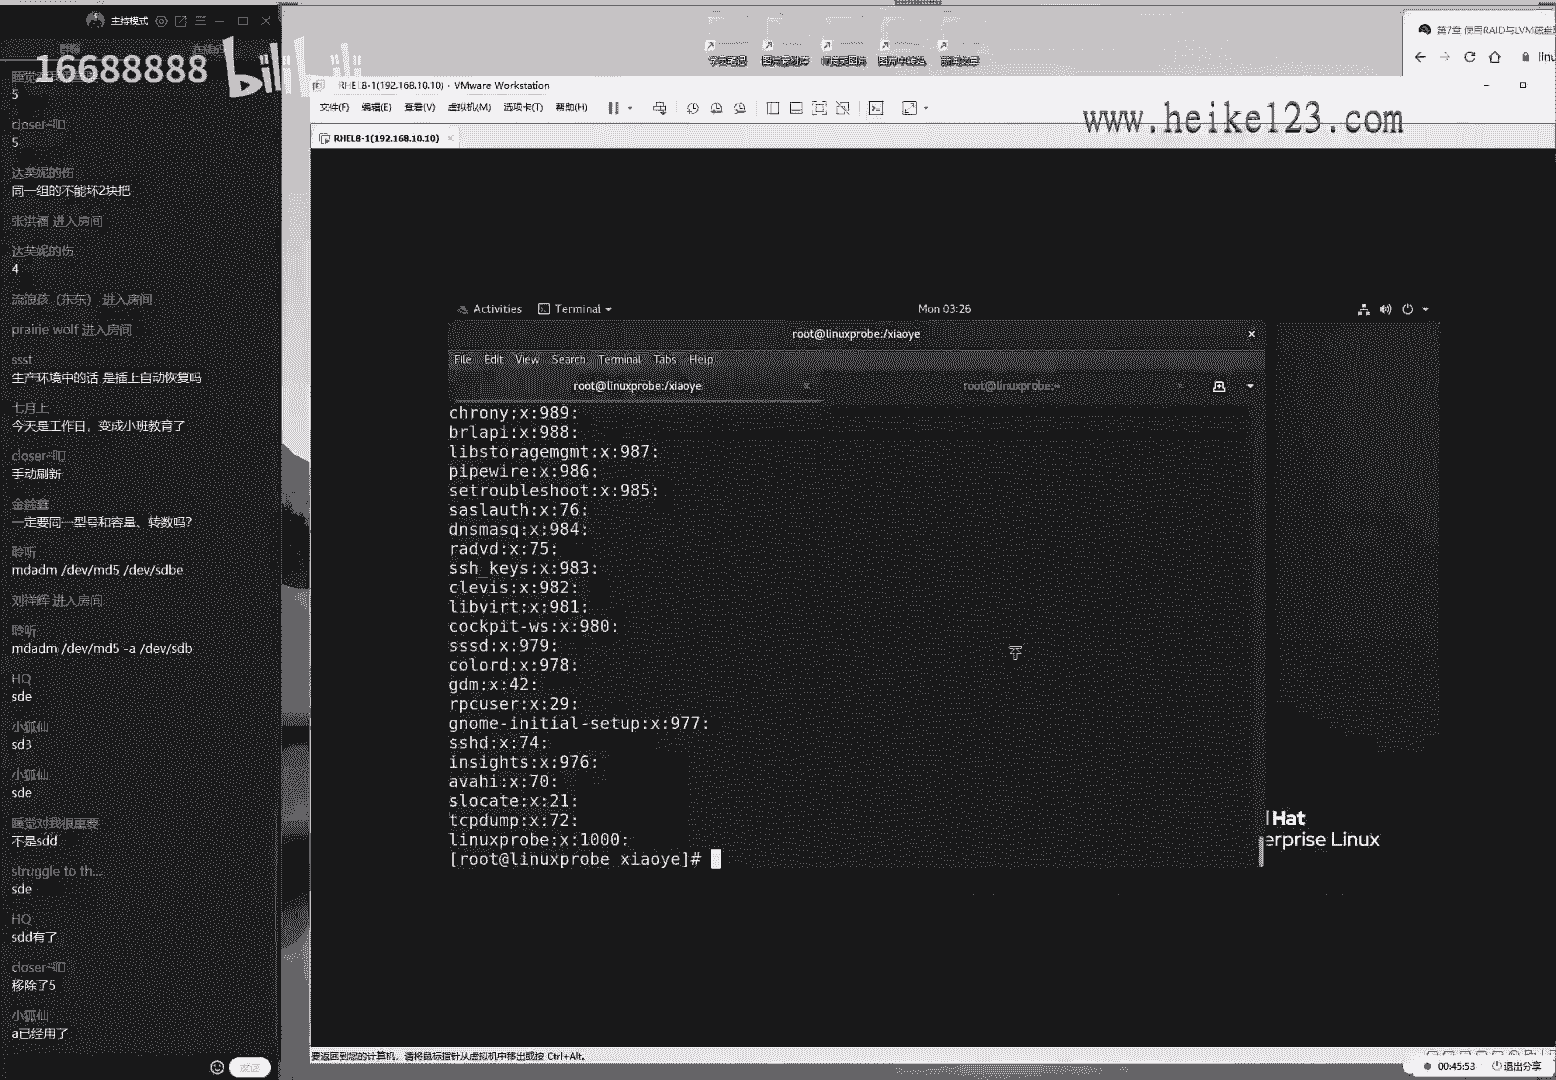 主持模式
16688888
bilibili
5
closer~吖
5
达芙妮的伤
同一组的不能坏2块把
张洪福 进入房间
达芙妮的伤
4
流浪孩（东东） 进入房间
prairie wolf 进入房间
ssst
生产环境中的话 是插上自动恢复吗
七月上
今天是工作日，变成小班教育了
closer~吖
手动刷新
一定要同一型号和容量、转数吗?
聆听
mdadm /dev/md5 /dev/sdbe
刘祥辉 进入房间
聆听
mdadm /dev/md5 -a /dev/sdb
HQ
sde
小狐仙
sd3
小狐仙
sde
睡觉对我很重要
不是sdd
struggle to th...
sde
HQ
sdd有了
closer~吖
移除了5
小狐仙
a已经用了
发送
第7章 使用RAID与LVM磁盘
linu
RHEL8-1(192.168.10.10) - VMware Workstation
文件(F) 编辑(E) 查看(V) 虚拟机(M) 选项卡(T) 帮助(H)
www.heike123.com
RHEL8-1(192.168.10.10)
Activities Terminal Mon 03:26
root@linuxprobe:/xiaoye
File Edit View Search Terminal Tabs Help
root@linuxprobe:/xiaoye root@linuxprobe:~
chrony:x:989:
brlapi:x:988:
libstoragemgmt:x:987:
pipewire:x:986:
setroubleshoot:x:985:
saslauth:x:76:
dnsmasq:x:984:
radvd:x:75:
ssh_keys:x:983:
clevis:x:982:
libvirt:x:981:
cockpit-ws:x:980:
sssd:x:979:
colord:x:978:
gdm:x:42:
rpcuser:x:29:
gnome-initial-setup:x:977:
sshd:x:74:
insights:x:976:
avahi:x:70:
slocate:x:21:
tcpdump:x:72:
linuxprobe:x:1000:
[root@linuxprobe xiaoye]#
Hat
erprise Linux
要返回到您的计算机，请将鼠标指针从虚拟机中移出或按 Ctrl+Alt。
00:45:53 退出分享